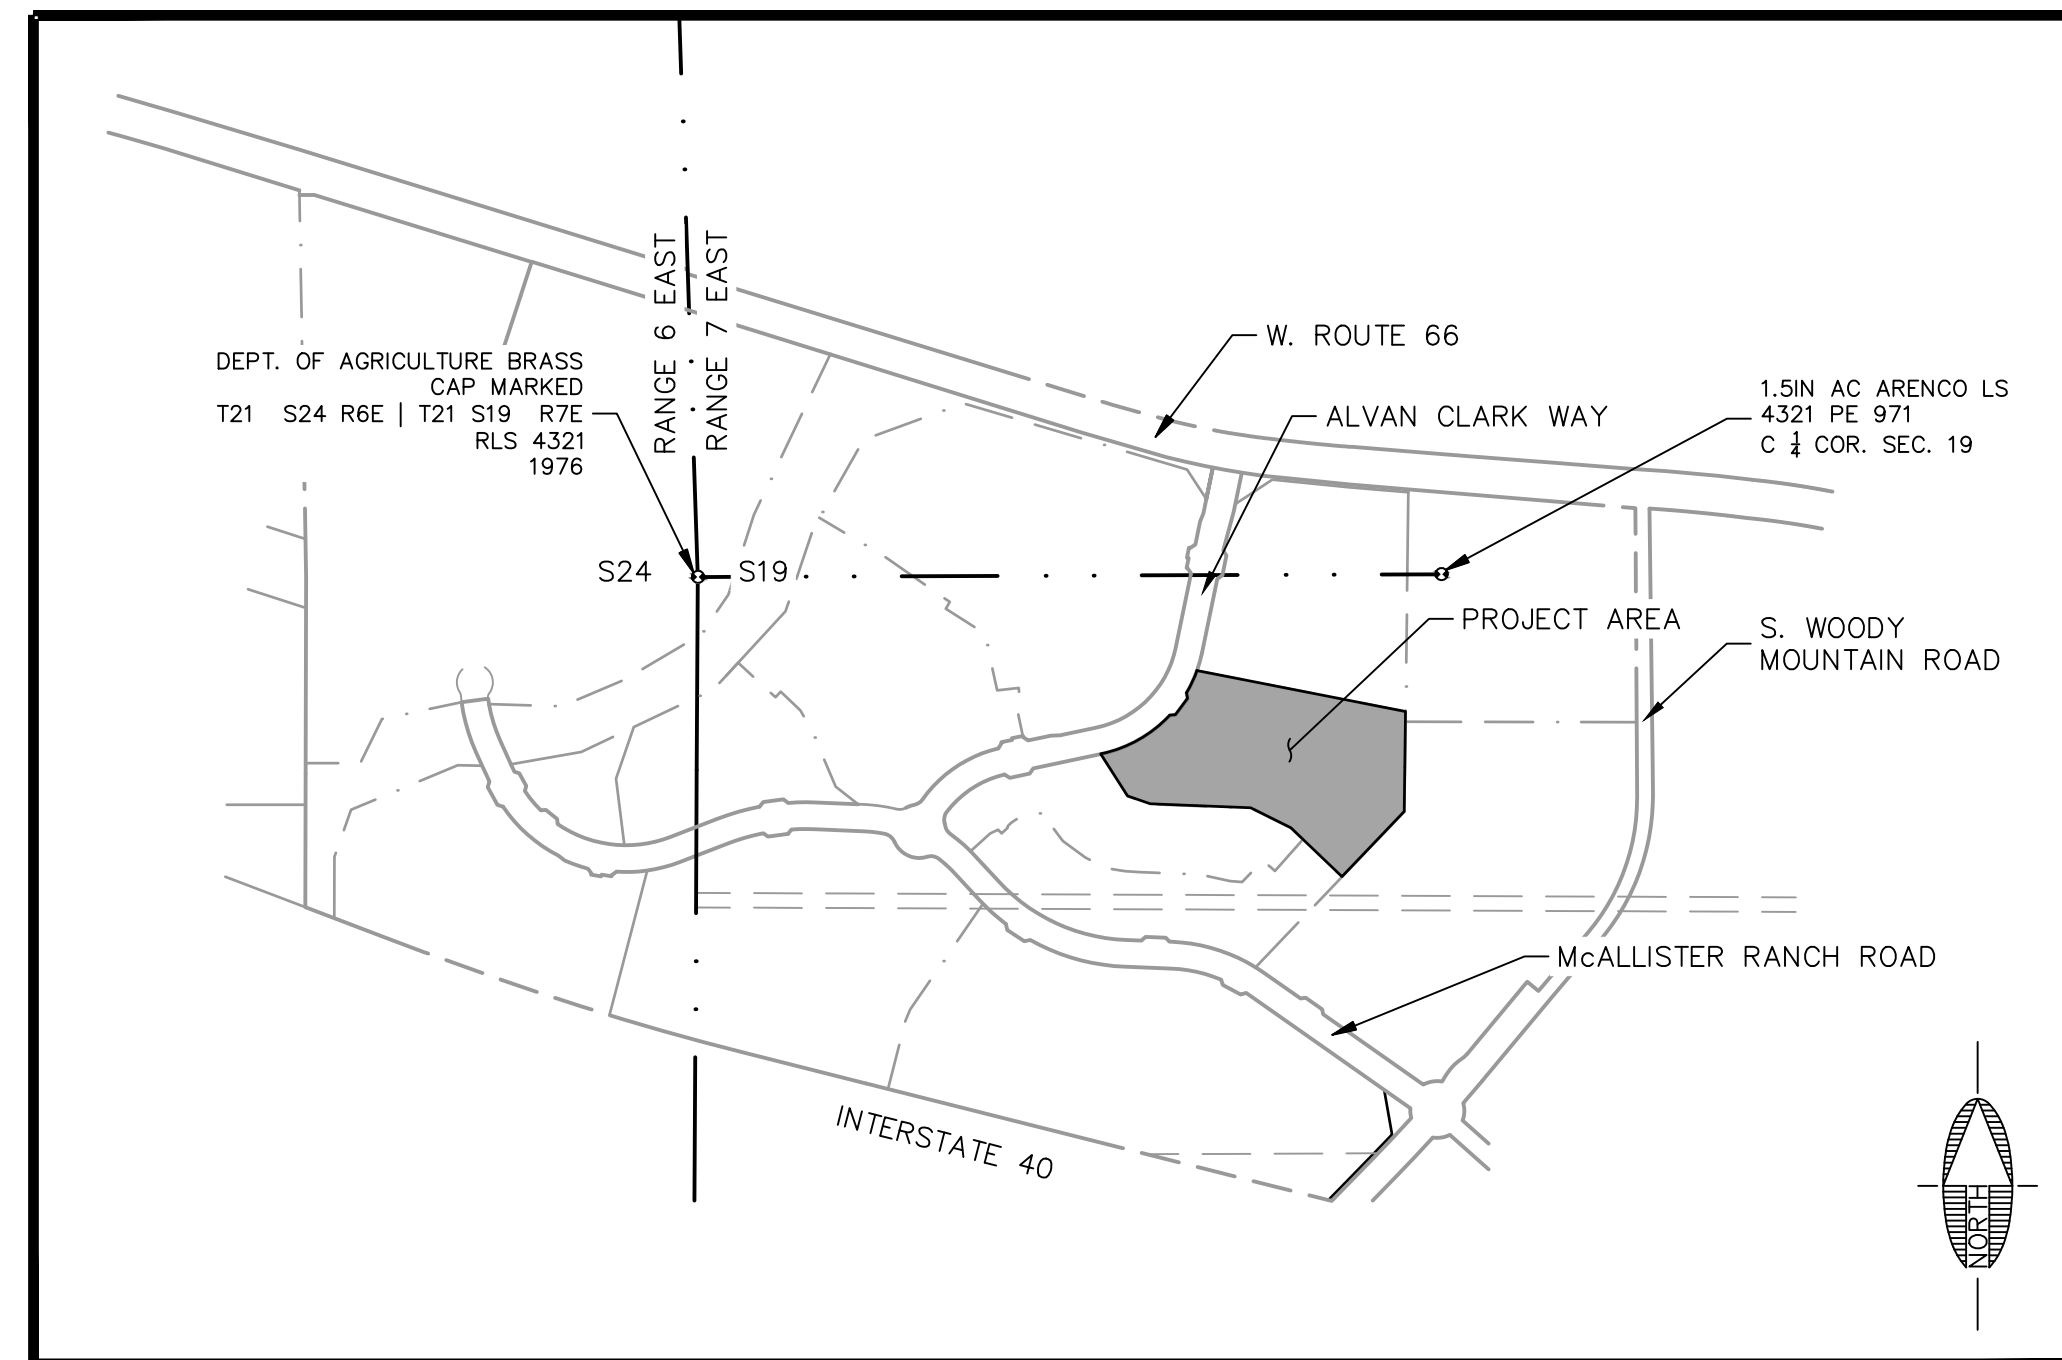 RANGE 6 EAST
RANGE 7 EAST
DEPT. OF AGRICULTURE BRASS
CAP MARKED
T21 S24 R6E | T21 S19 R7E
RLS 4321
1976
W. ROUTE 66
ALVAN CLARK WAY
1.5IN AC ARENCO LS
4321 PE 971
C 1/4 COR. SEC. 19
S24
S19
PROJECT AREA
S. WOODY
MOUNTAIN ROAD
McALLISTER RANCH ROAD
INTERSTATE 40
NORTH